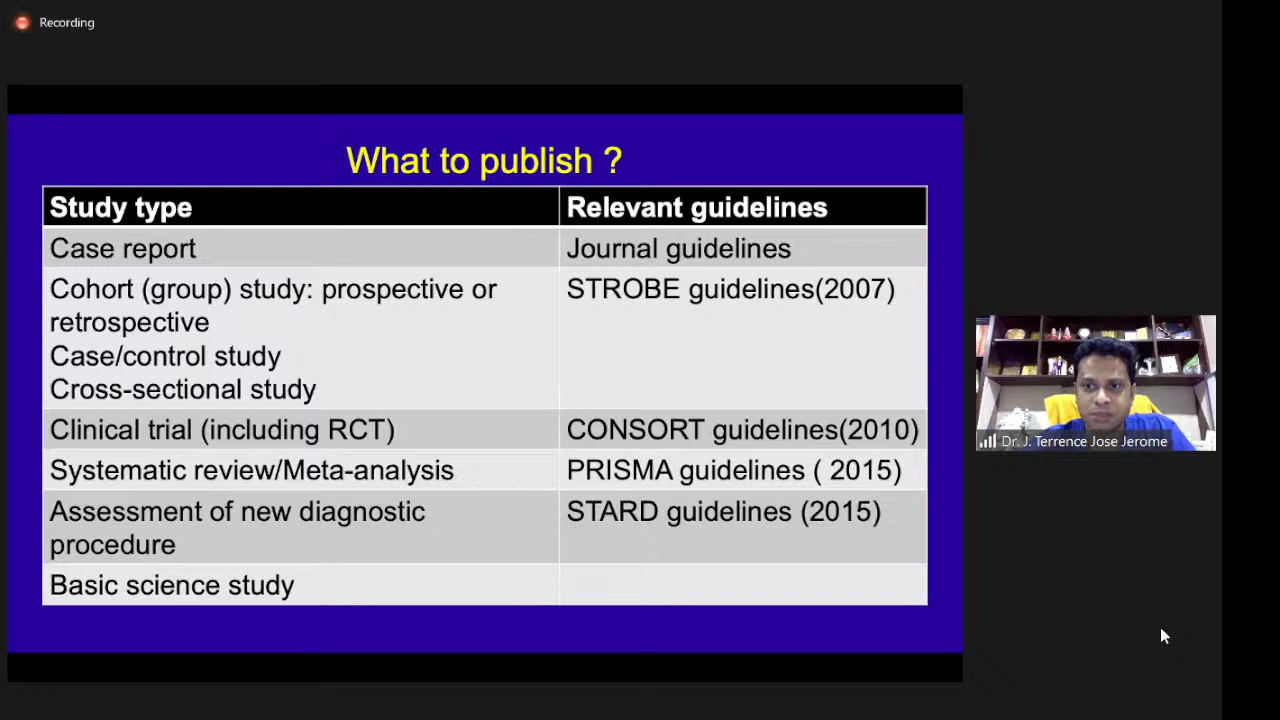 Recording
What to publish ?
Study type
Relevant guidelines
Case report
Journal guidelines
Cohort (group) study: prospective or
retrospective
Case/control study
Cross-sectional study
STROBE guidelines(2007)
Clinical trial (including RCT)
CONSORT guidelines(2010)
Systematic review/Meta-analysis
PRISMA guidelines ( 2015)
Assessment of new diagnostic
procedure
STARD guidelines (2015)
Basic science study
Dr. J. Terrence Jose Jerome